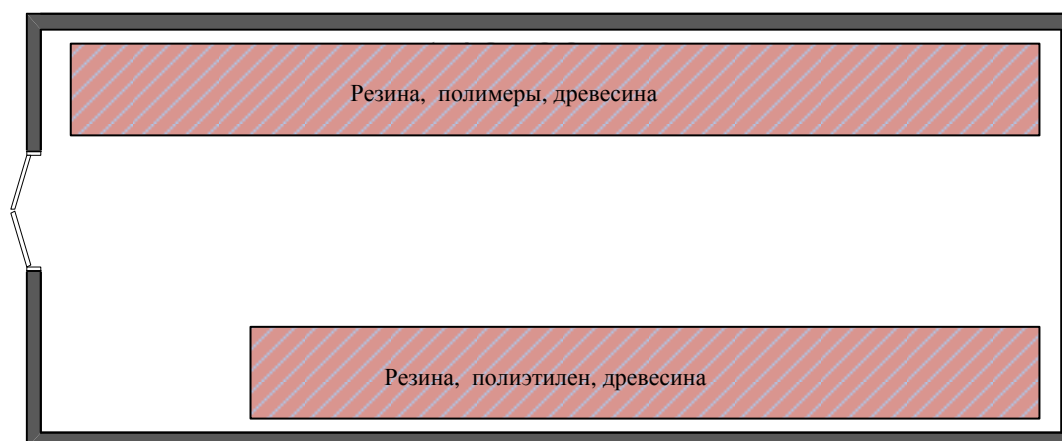 Резина, полимеры, древесина
Резина, полиэтилен, древесина